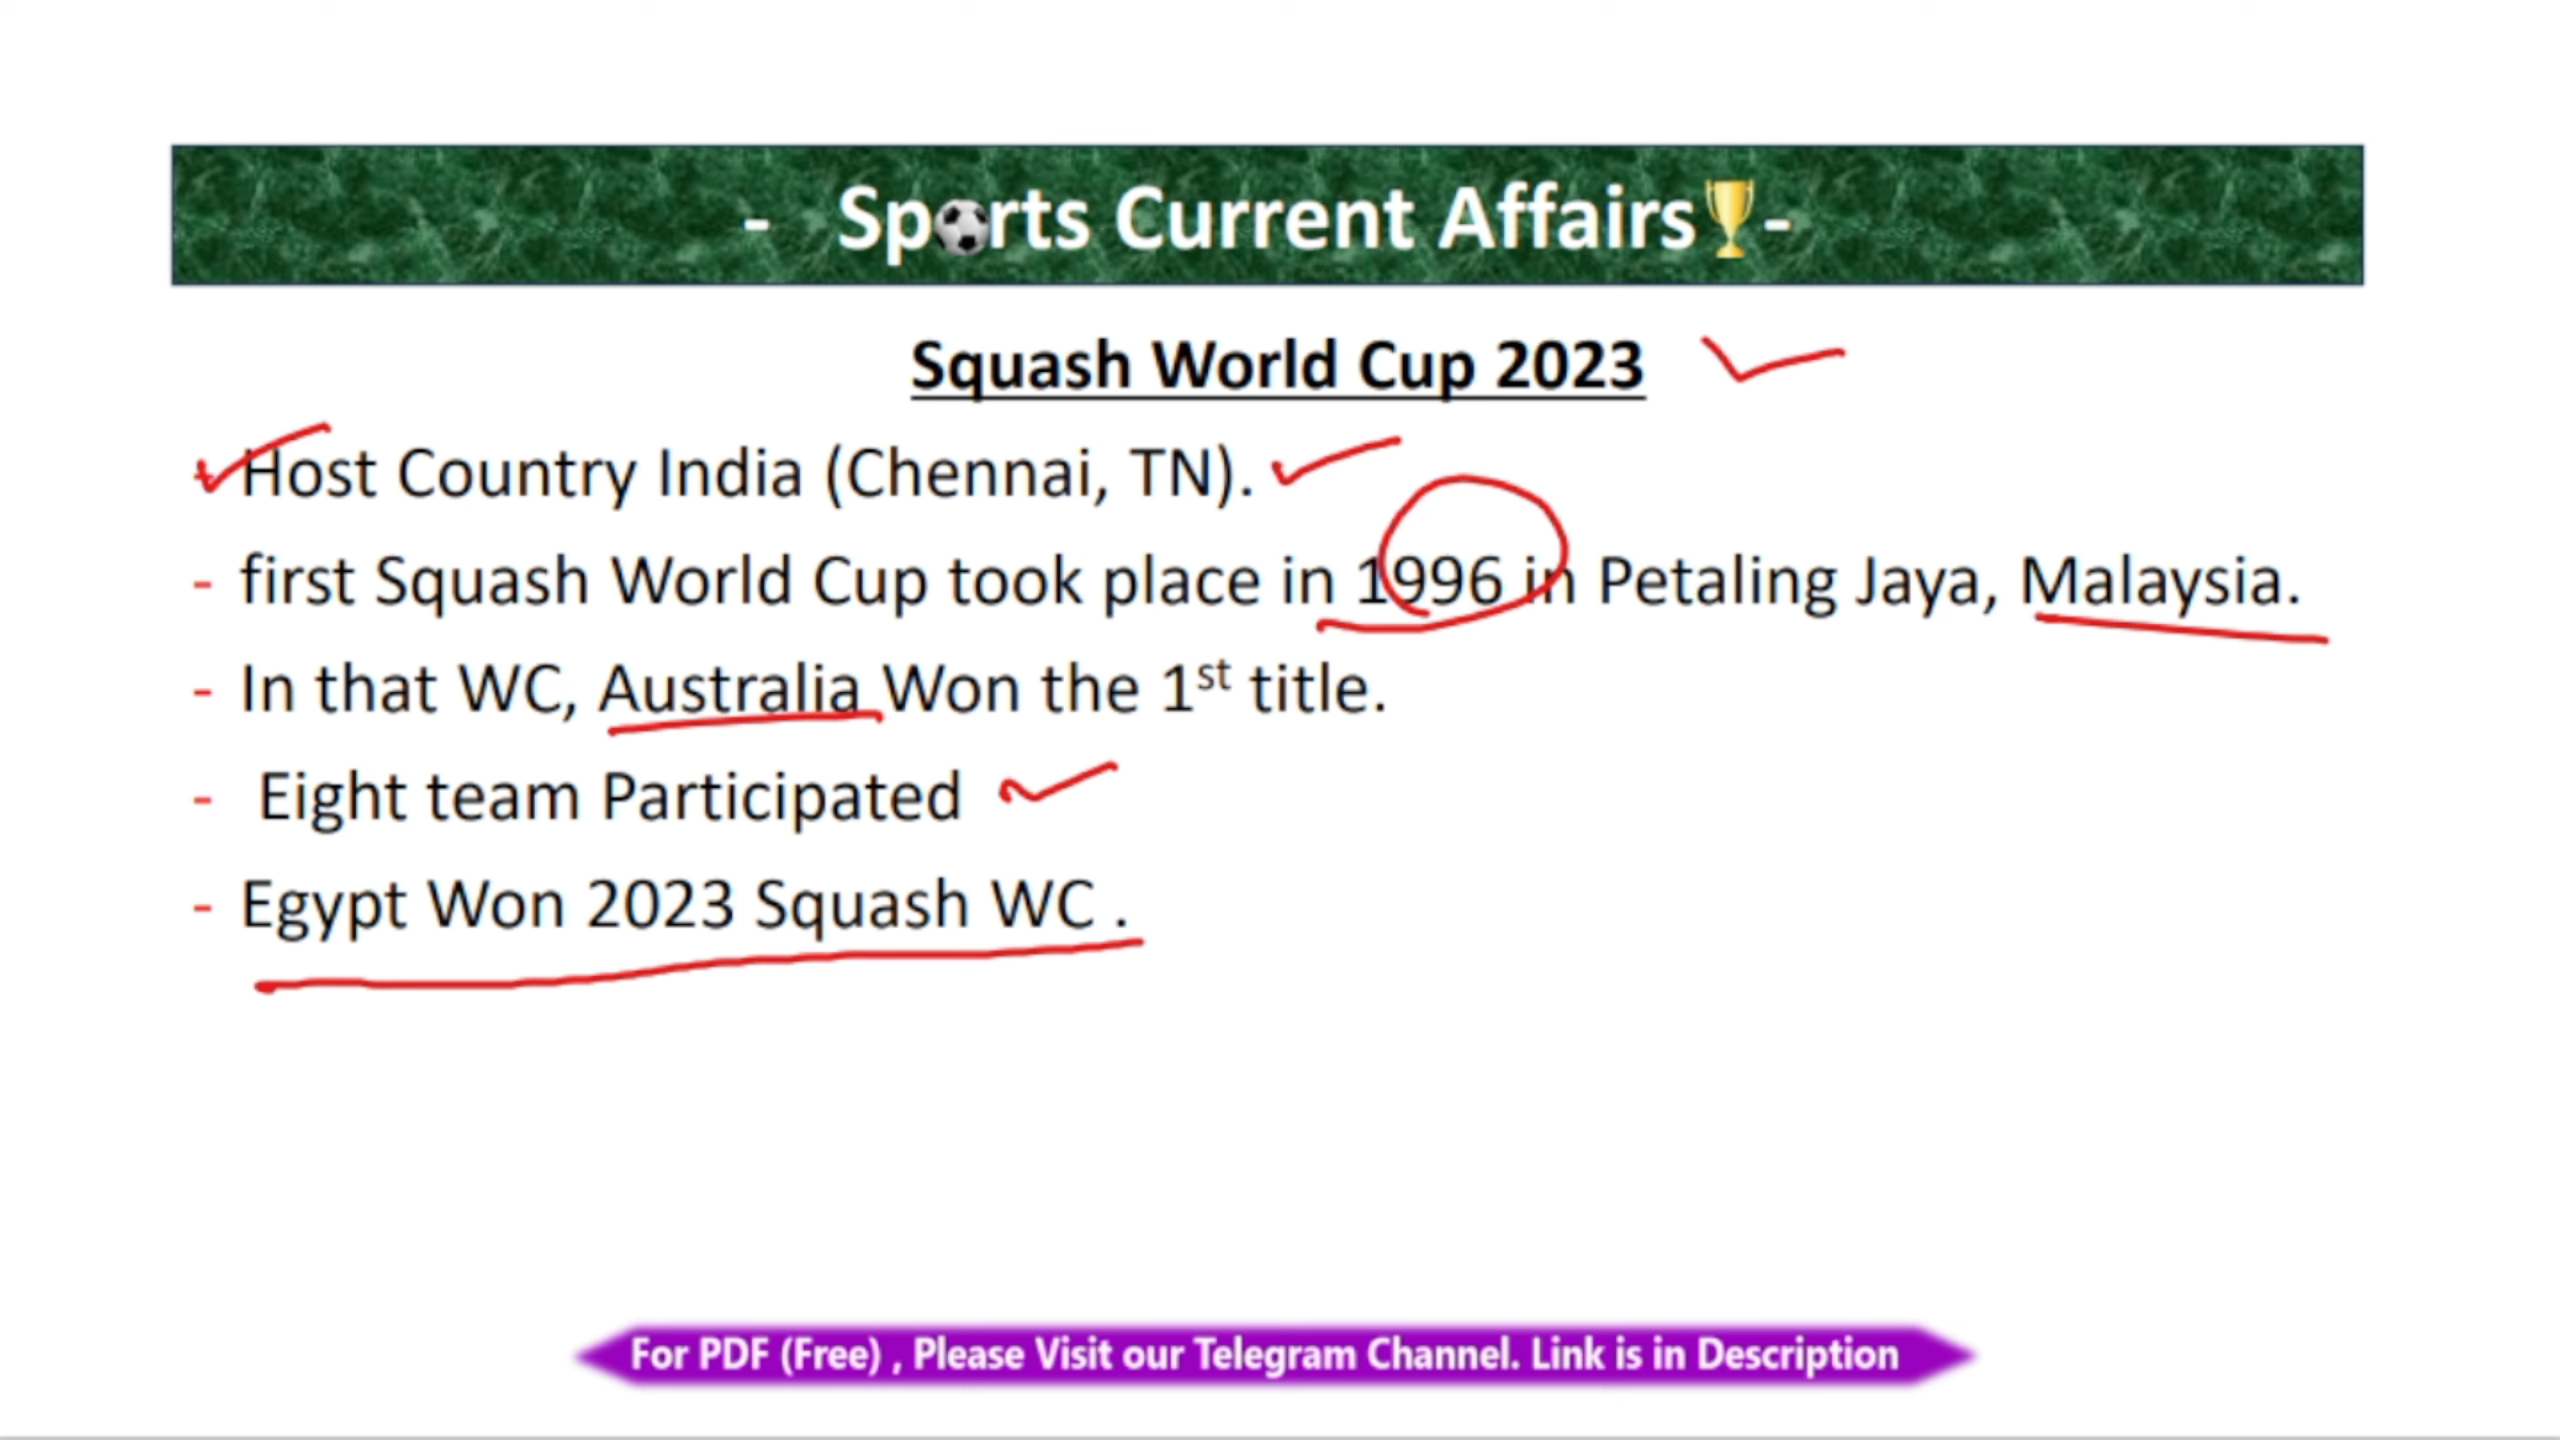 - Sports Current Affairs🏆-
Squash World Cup 2023
- Host Country India (Chennai, TN).
- first Squash World Cup took place in 1996 in Petaling Jaya, Malaysia.
- In that WC, Australia Won the 1st title.
- Eight team Participated
- Egypt Won 2023 Squash WC .
For PDF (Free) , Please Visit our Telegram Channel. Link is in Description